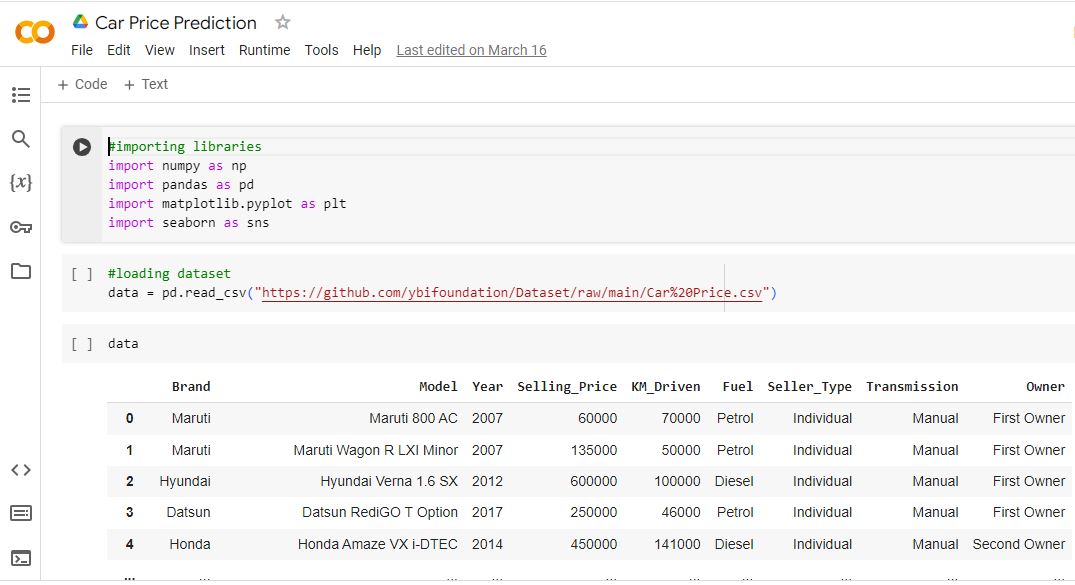 Car Price Prediction
File Edit View Insert Runtime Tools Help Last edited on March 16
+ Code + Text
#importing libraries
import numpy as np
import pandas as pd
import matplotlib.pyplot as plt
import seaborn as sns
[ ] #loading dataset
data = pd.read_csv("https://github.com/ybifoundation/Dataset/raw/main/Car%20Price.csv")
[ ] data
Brand Model Year Selling_Price KM_Driven Fuel Seller_Type Transmission Owner
0 Maruti Maruti 800 AC 2007 60000 70000 Petrol Individual Manual First Owner
1 Maruti Maruti Wagon R LXI Minor 2007 135000 50000 Petrol Individual Manual First Owner
2 Hyundai Hyundai Verna 1.6 SX 2012 600000 100000 Diesel Individual Manual First Owner
3 Datsun Datsun RediGO T Option 2017 250000 46000 Petrol Individual Manual First Owner
4 Honda Honda Amaze VX i-DTEC 2014 450000 141000 Diesel Individual Manual Second Owner
... ... ... ... ... ... ... ... ... ...